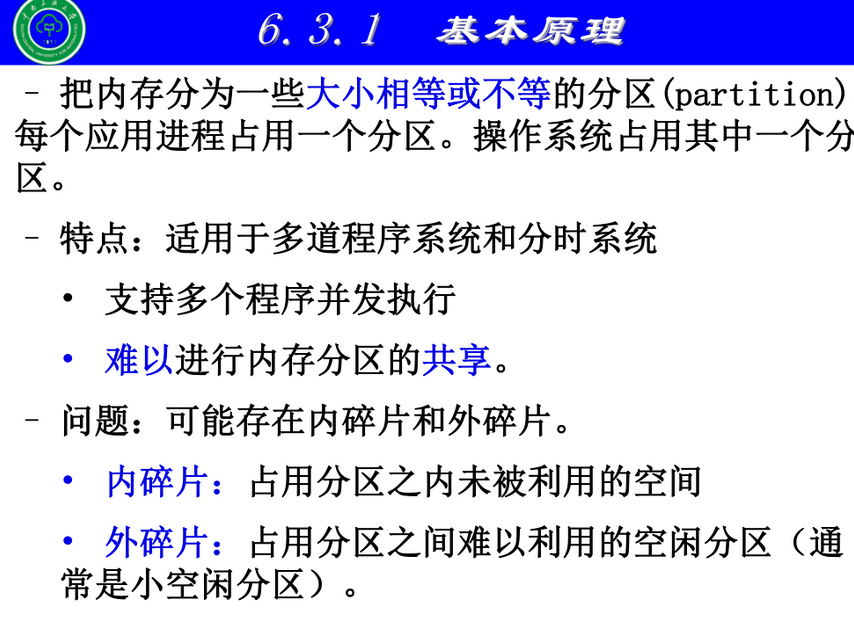 6.3.1 基本原理
– 把内存分为一些大小相等或不等的分区(partition)
每个应用进程占用一个分区。操作系统占用其中一个分
区。
– 特点：适用于多道程序系统和分时系统
• 支持多个程序并发执行
• 难以进行内存分区的共享。
– 问题：可能存在内碎片和外碎片。
• 内碎片：占用分区之内未被利用的空间
• 外碎片：占用分区之间难以利用的空闲分区（通
常是小空闲分区）。